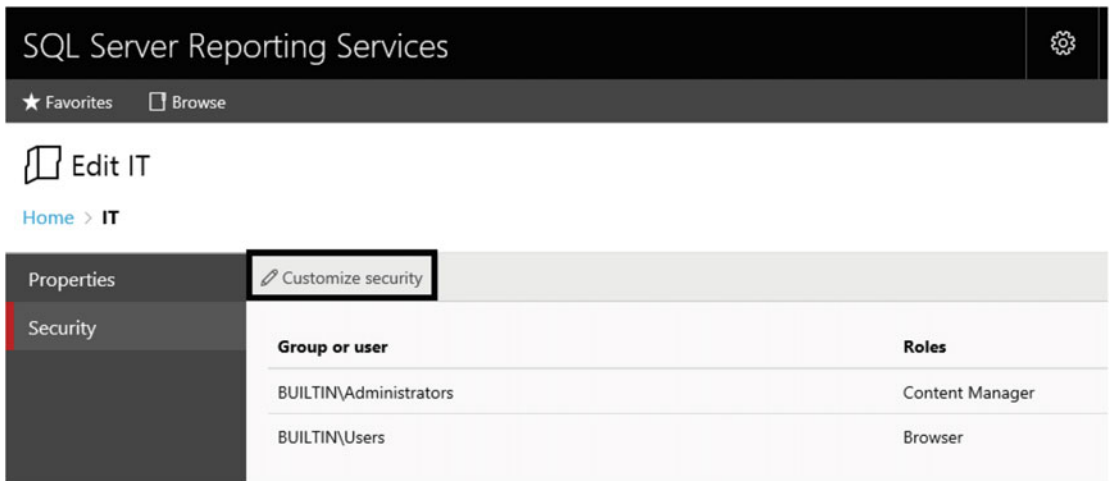 SQL Server Reporting Services
Favorites Browse
Edit IT
Home > IT
Properties
Security
Customize security
Group or user Roles
BUILTIN\Administrators Content Manager
BUILTIN\Users Browser